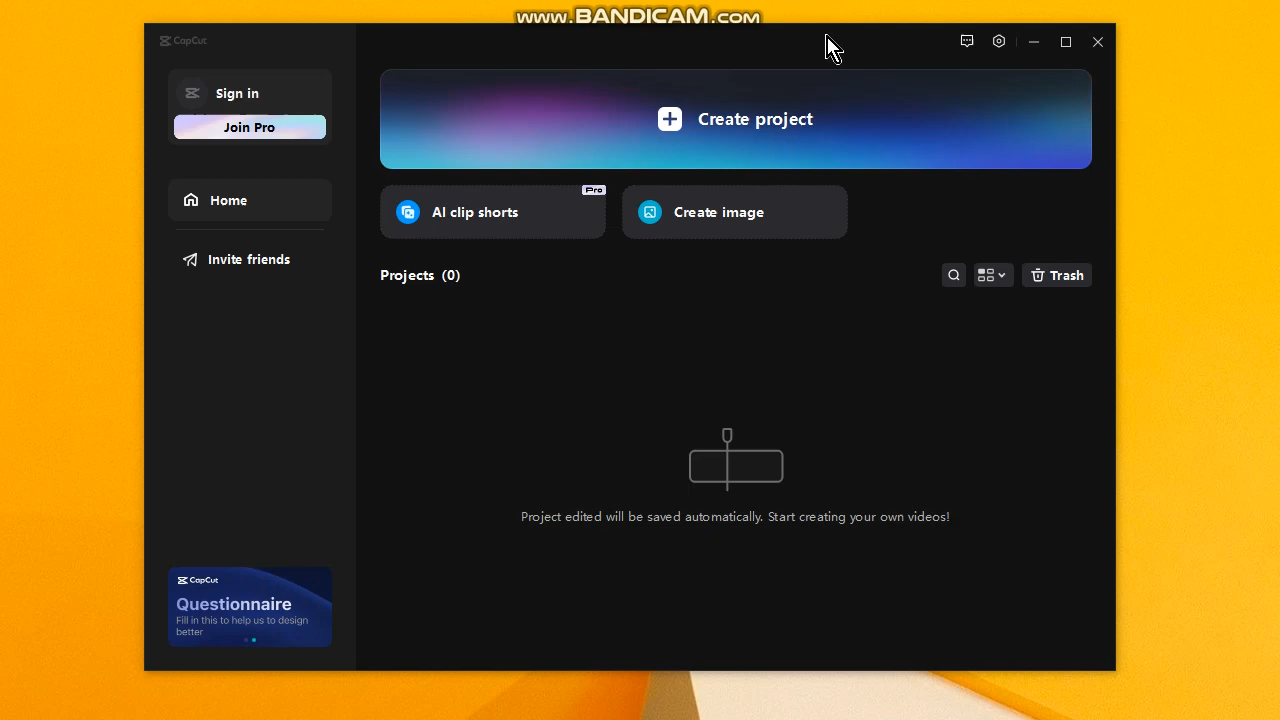 www.BANDICAM.com
CapCut
Sign in
Join Pro
Home
Invite friends
Create project
Pro
AI clip shorts
Create image
Projects (0)
Trash
Project edited will be saved automatically. Start creating your own videos!
CapCut
Questionnaire
Fill in this to help us to design
better